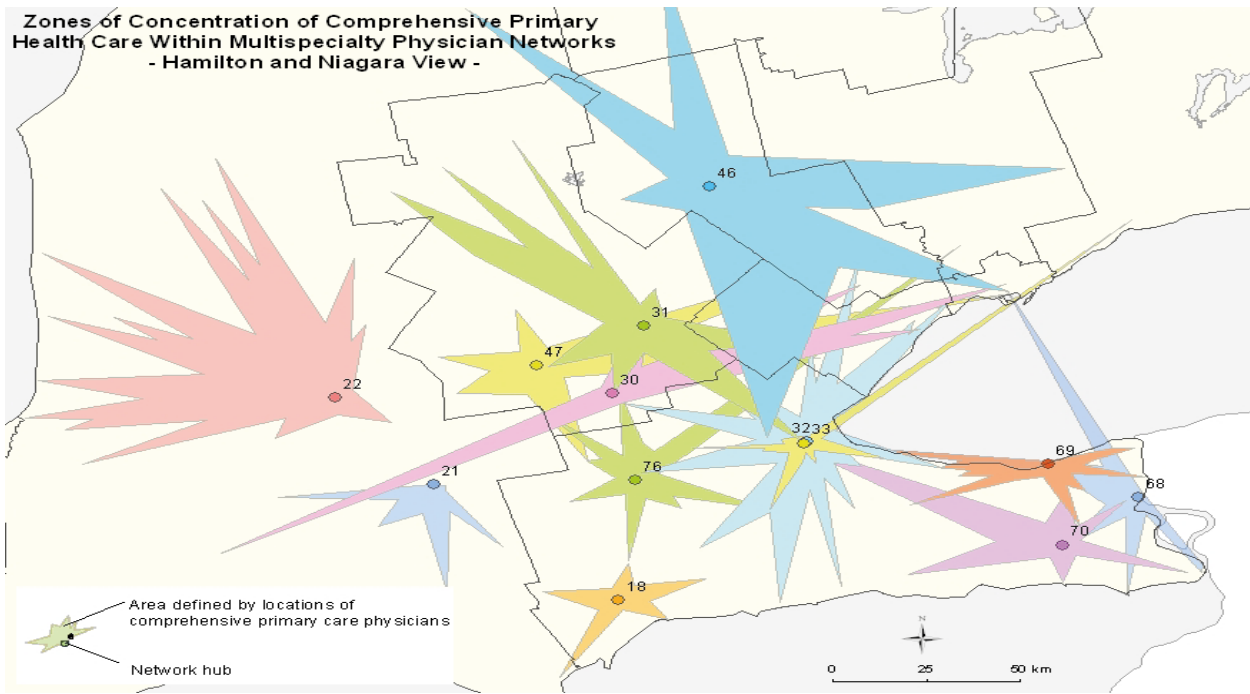 Zones of Concentration of Comprehensive Primary
Health Care Within Multispecialty Physician Networks
- Hamilton and Niagara View -
46
31
47
30
22
3233
69
76
21
68
70
18
Area defined by locations of
comprehensive primary care physicians
Network hub
N
0 25 50 km